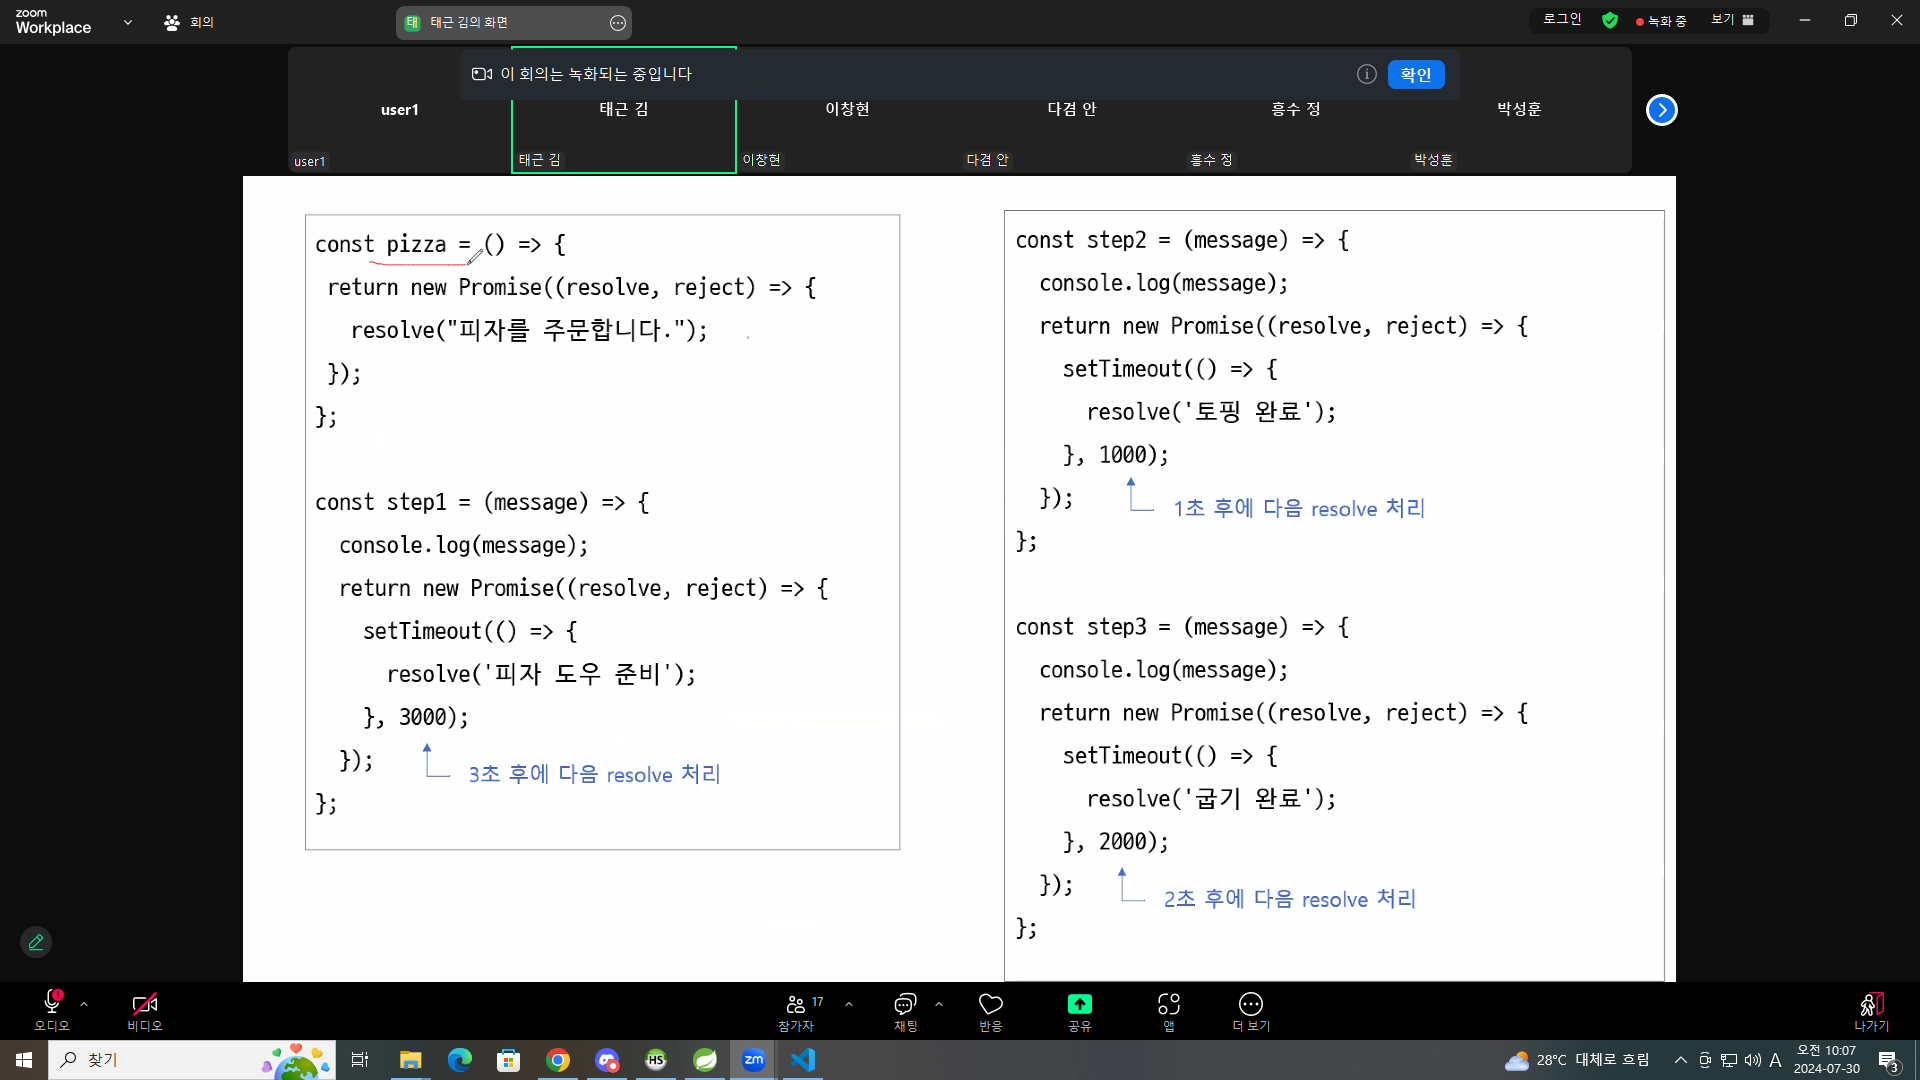 zoom
Workplace
회의
태 태근 김의 화면
로그인
녹화 중
보기
이 회의는 녹화되는 중입니다
확인
user1
태근 김
이창현
다겸 안
흥수 정
박성훈
user1
태근 김
이창현
다겸 안
흥수 정
박성훈
const pizza = () => {
return new Promise((resolve, reject) => {
resolve("피자를 주문합니다.");
});
};
const step1 = (message) => {
console.log(message);
return new Promise((resolve, reject) => {
setTimeout(() => {
resolve('피자 도우 준비');
}, 3000);
});
3초 후에 다음 resolve 처리
};
const step2 = (message) => {
console.log(message);
return new Promise((resolve, reject) => {
setTimeout(() => {
resolve('토핑 완료');
}, 1000);
});
1초 후에 다음 resolve 처리
};
const step3 = (message) => {
console.log(message);
return new Promise((resolve, reject) => {
setTimeout(() => {
resolve('굽기 완료');
}, 2000);
});
2초 후에 다음 resolve 처리
};
오디오
비디오
참가자
17
채팅
반응
공유
앱
더 보기
나가기
찾기
HS
zm
28°C 대체로 흐림
A
오전 10:07
2024-07-30
3